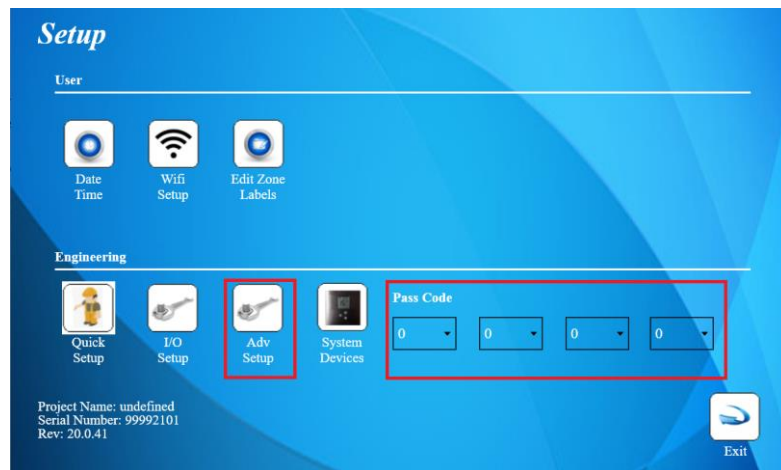 Setup
User
Date
Time
Wifi
Setup
Edit Zone
Labels
Engineering
Quick
Setup
I/O
Setup
Adv
Setup
System
Devices
Pass Code
0
0
0
0
Project Name: undefined
Serial Number: 99992101
Rev: 20.0.41
Exit